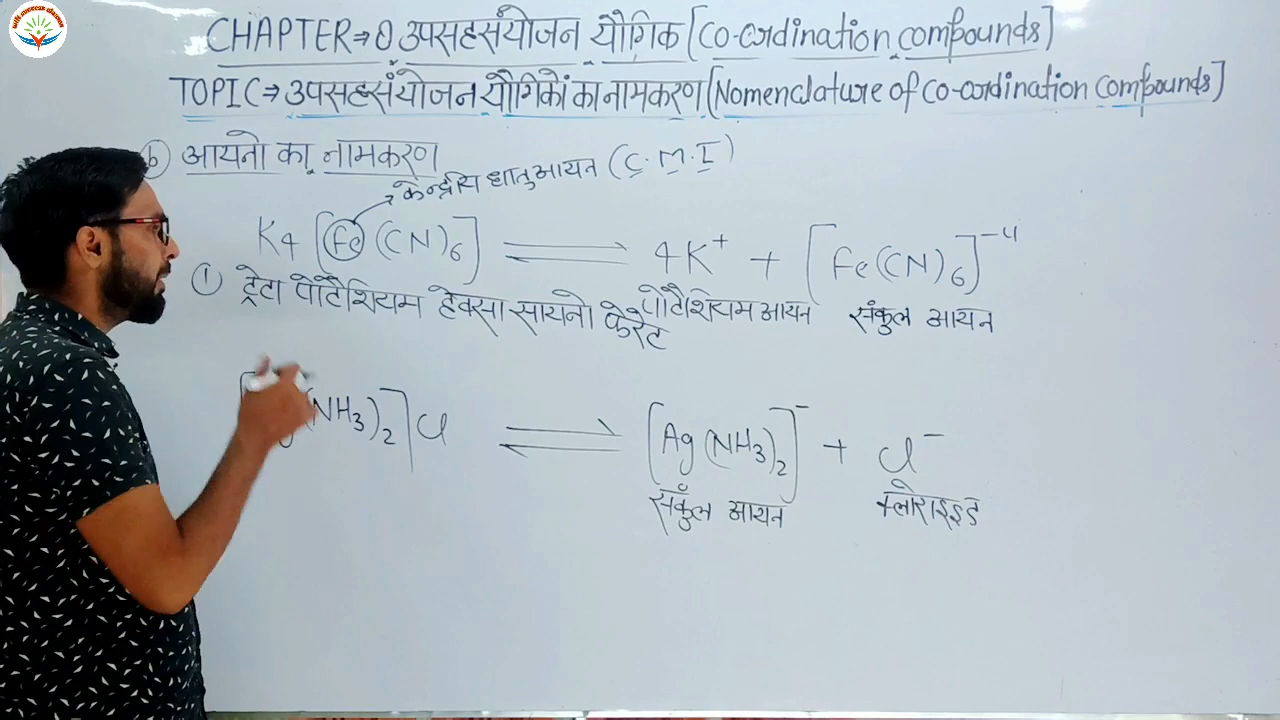 CHAPTER⇒ 0 उपसहसंयोजन यौगिक [Co-ordination compounds]
TOPIC⇒ उपसहसंयोजन यौगिकों का नामकरण [Nomenclature of Co-ordination Compounds]
6) आयनो का नामकरण
केन्द्रीय धातु आयन (C.M.I)
K4 [Fe(CN)6] ⇌ 4K+ + [Fe(CN)6]−4
① ट्रेटा पोटैशियम हेक्सा सायनो फेरेट
पोटैशियम आयन संकुल आयन
(NH3)2]Cl ⇌ [Ag(NH3)2]− + Cl−
संकुँल आयन क्लोराइड